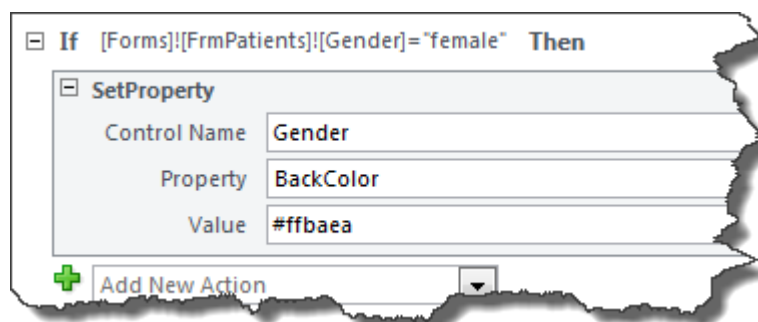 If [Forms]![FrmPatients]![Gender]="female" Then
SetProperty
Control Name Gender
Property BackColor
Value #ffbaea
Add New Action